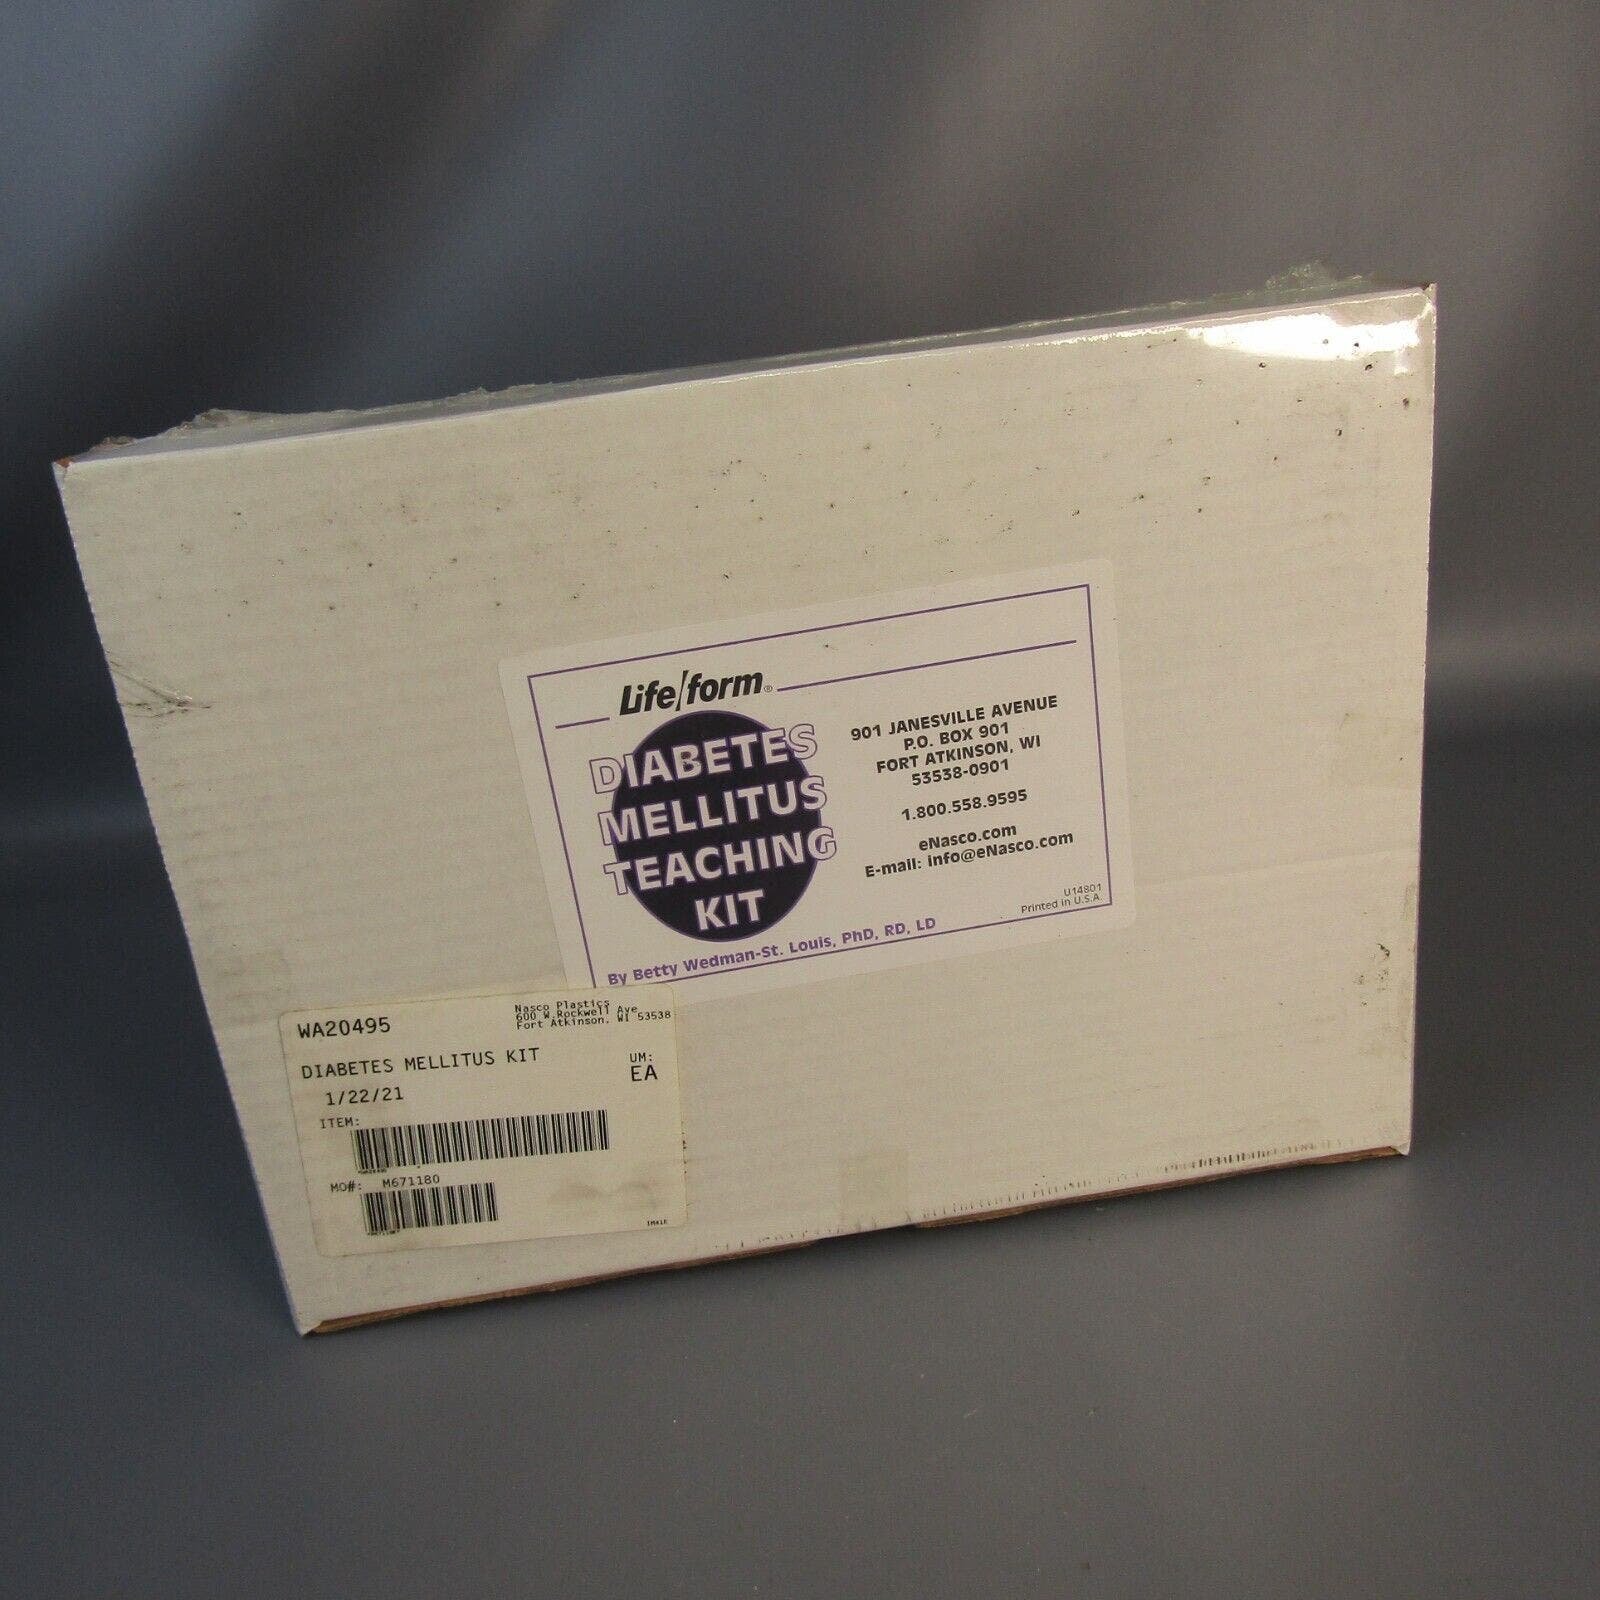 Life/form®
DIABETES
MELLITUS
TEACHING
KIT
By Betty Wedman-St. Louis, PhD, RD, LD
901 JANESVILLE AVENUE
P.O. BOX 901
FORT ATKINSON, WI
53538-0901
1.800.558.9595
eNasco.com
E-mail: info@eNasco.com
U14801
Printed in U.S.A.
WA20495
Nasco Plastics
600 W.Rockwell Ave
Fort Atkinson. WI 53538
DIABETES MELLITUS KIT
UM:
EA
1/22/21
ITEM:
MO#: M671180